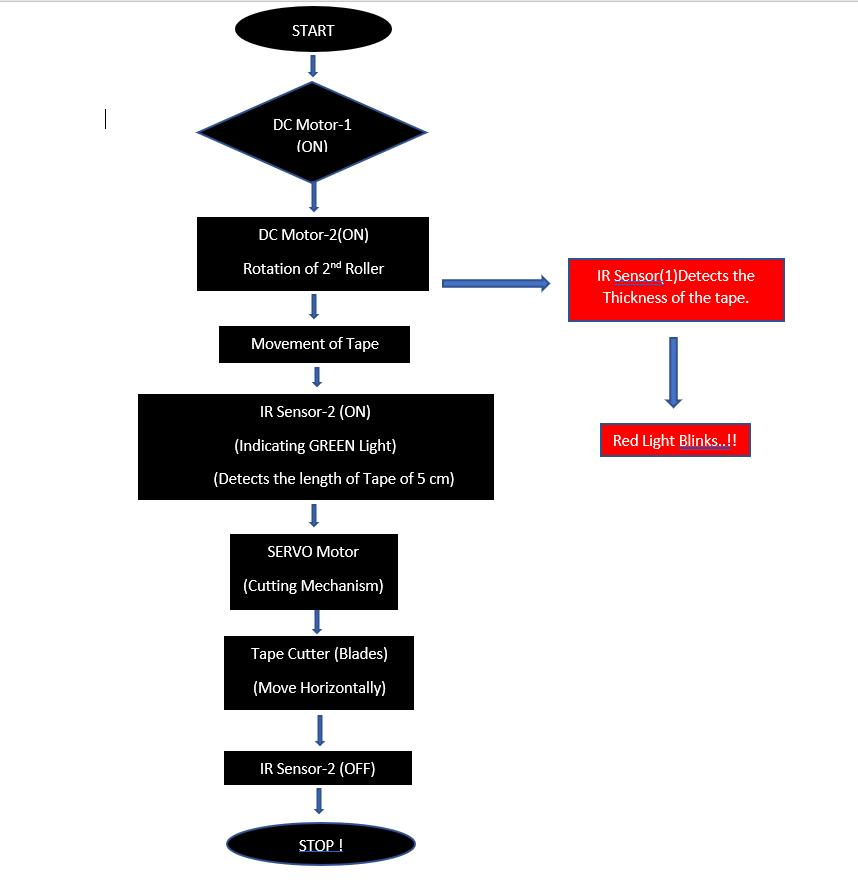 START
DC Motor-1
(ON)
DC Motor-2(ON)
Rotation of 2nd Roller
IR Sensor(1)Detects the
Thickness of the tape.
Movement of Tape
IR Sensor-2 (ON)
(Indicating GREEN Light)
(Detects the length of Tape of 5 cm)
Red Light Blinks..!!
SERVO Motor
(Cutting Mechanism)
Tape Cutter (Blades)
(Move Horizontally)
IR Sensor-2 (OFF)
STOP !